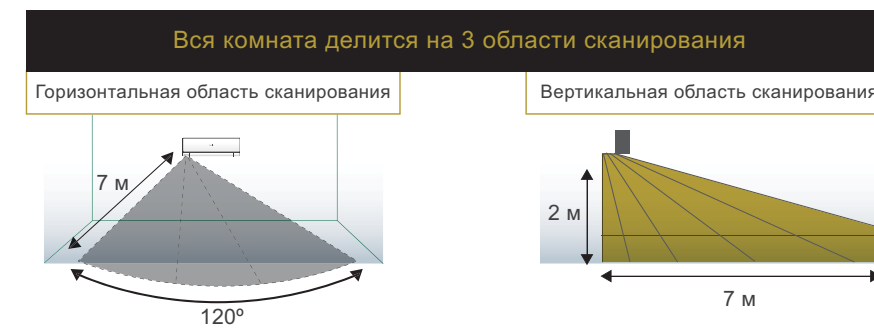 Вся комната делится на 3 области сканирования
Горизонтальная область сканирования
Вертикальная область сканирования
7 м
2 м
7 м
120º